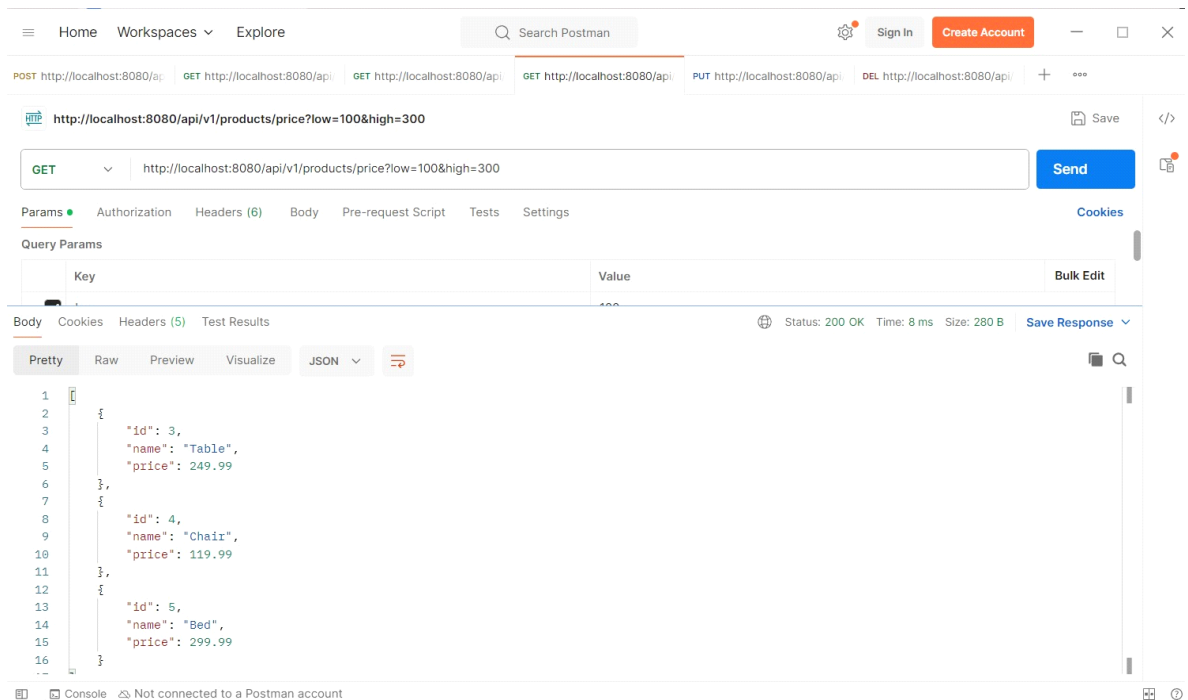 Home Workspaces Explore Search Postman Sign In Create Account
POST http://localhost:8080/ap GET http://localhost:8080/api GET http://localhost:8080/api GET http://localhost:8080/api PUT http://localhost:8080/api DEL http://localhost:8080/api
HTTP http://localhost:8080/api/v1/products/price?low=100&high=300 Save
GET http://localhost:8080/api/v1/products/price?low=100&high=300 Send
Params Authorization Headers (6) Body Pre-request Script Tests Settings Cookies
Query Params
Key Value Bulk Edit
Body Cookies Headers (5) Test Results Status: 200 OK Time: 8 ms Size: 280 B Save Response
Pretty Raw Preview Visualize JSON
1 [
2 {
3 "id": 3,
4 "name": "Table",
5 "price": 249.99
6 },
7 {
8 "id": 4,
9 "name": "Chair",
10 "price": 119.99
11 },
12 {
13 "id": 5,
14 "name": "Bed",
15 "price": 299.99
16 }
Console Not connected to a Postman account